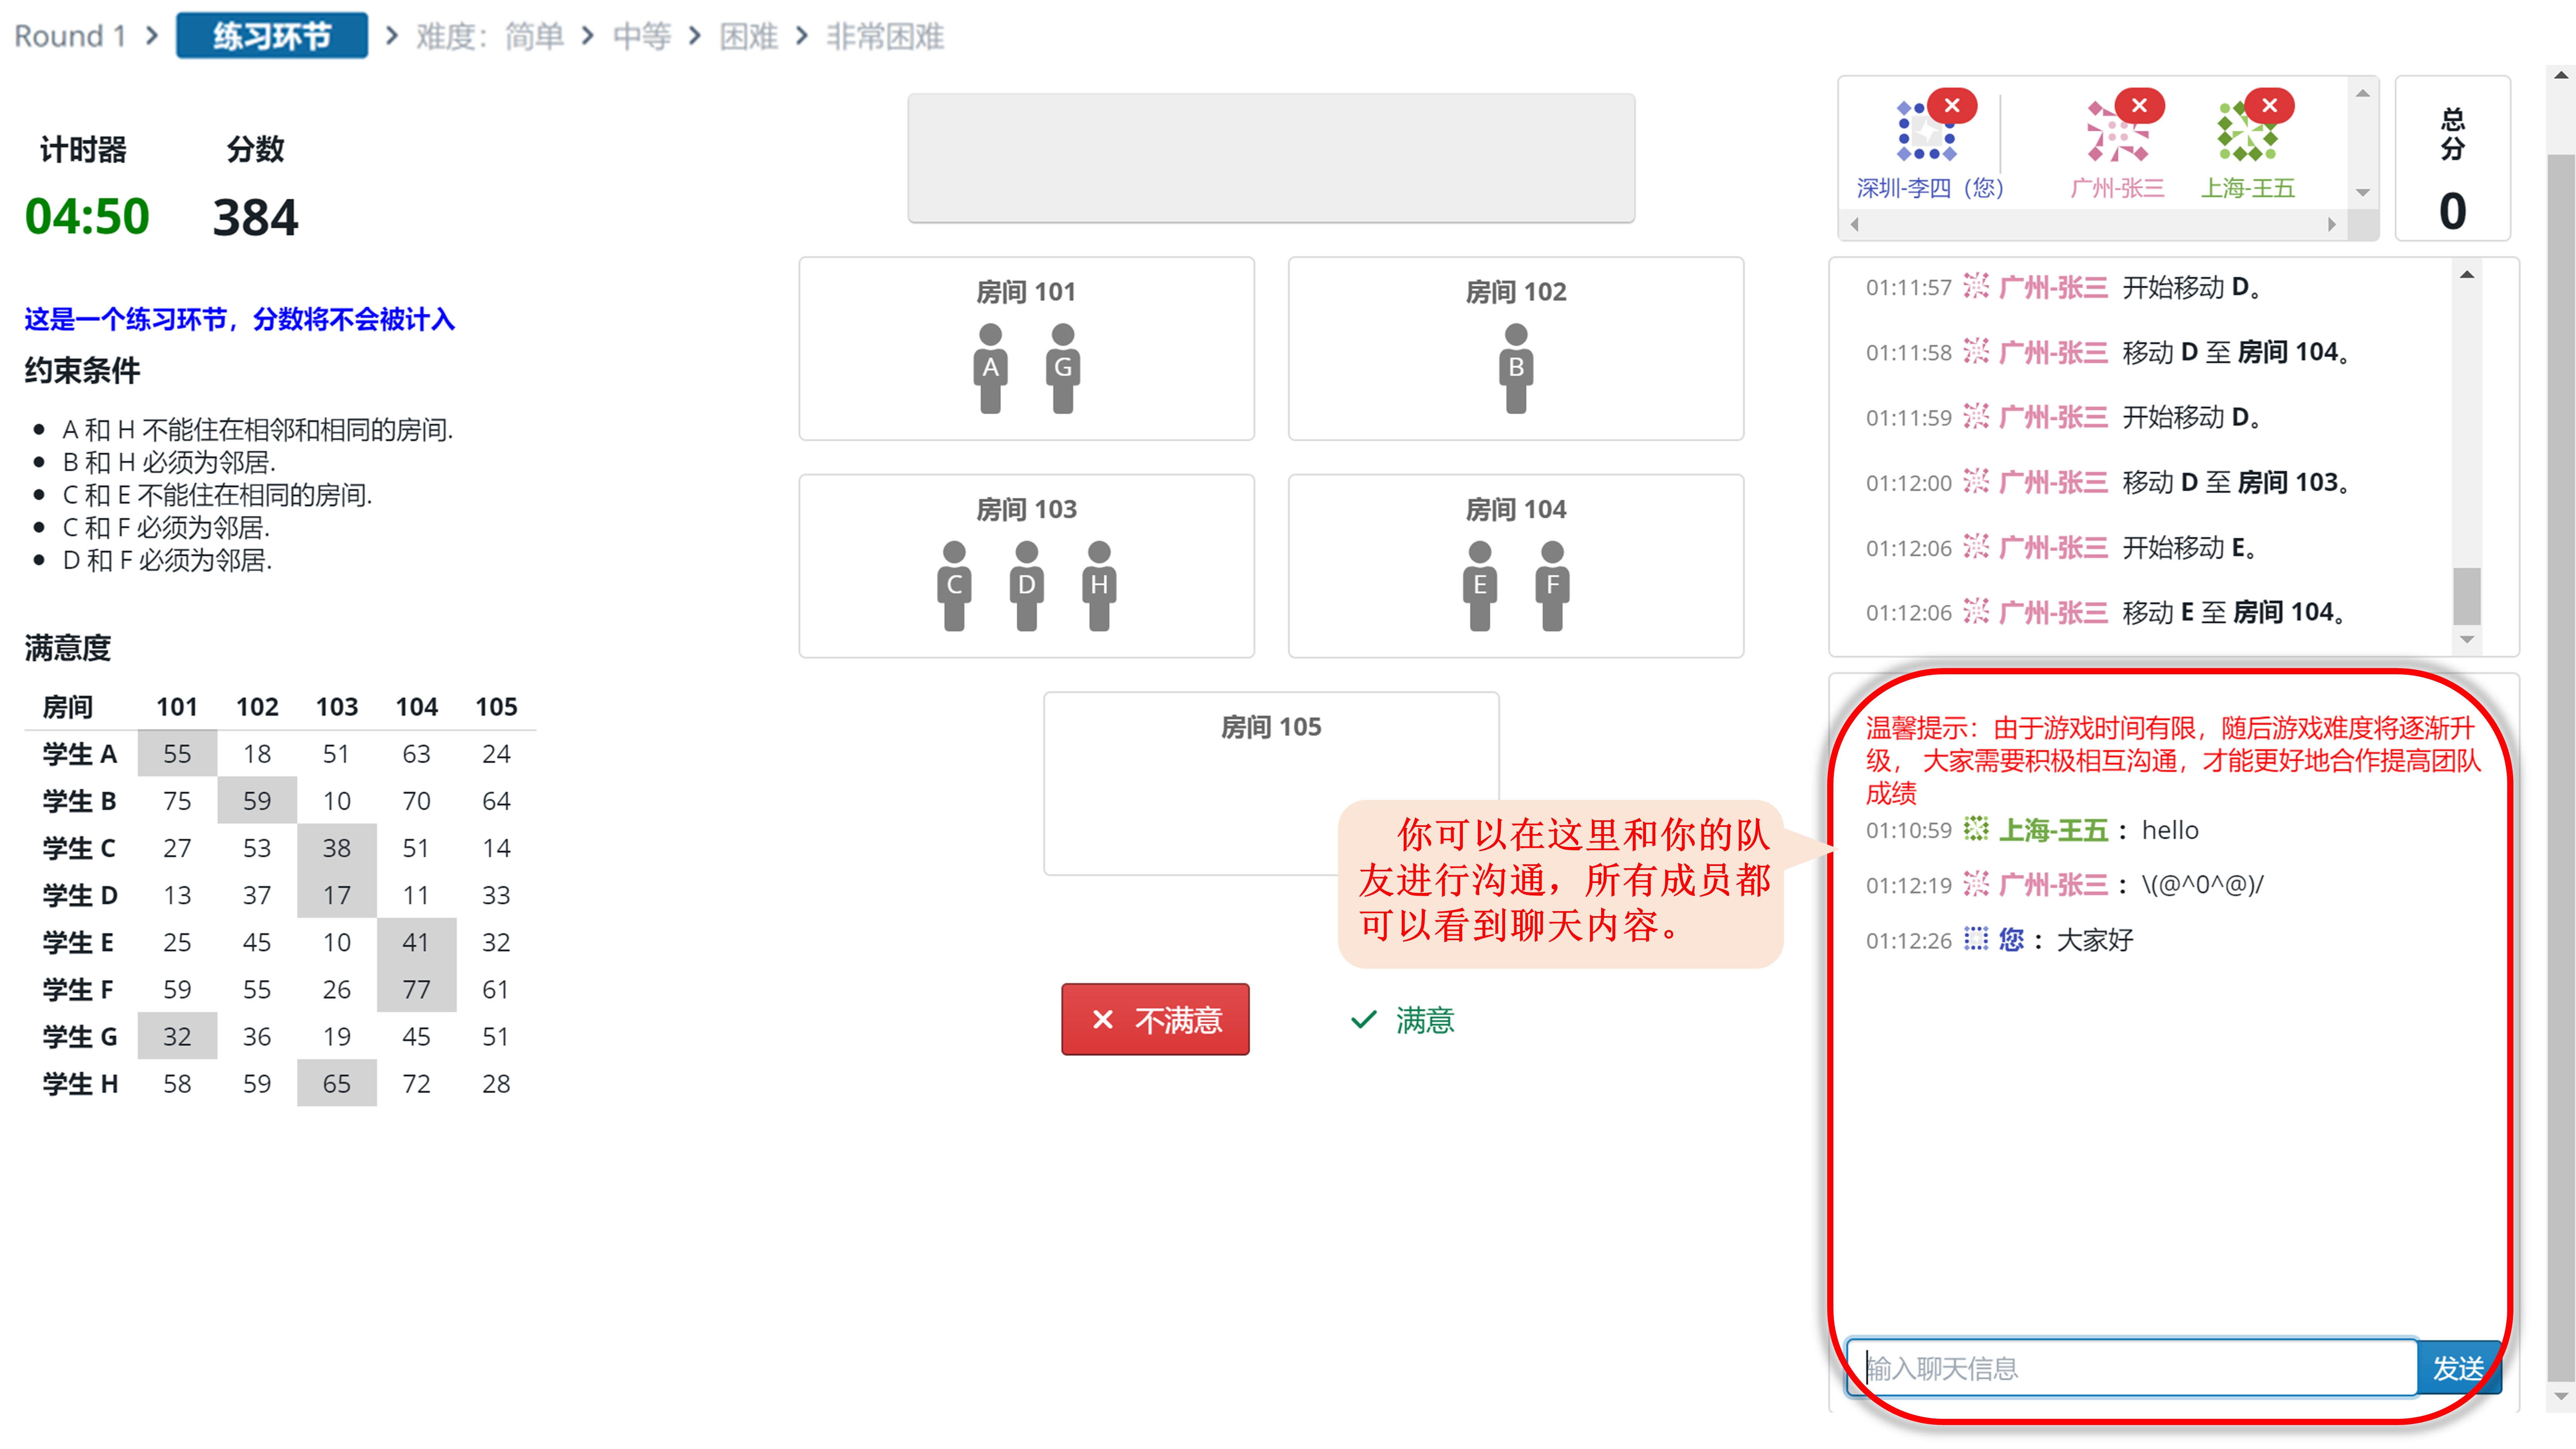 Round 1 > 练习环节 > 难度：简单 > 中等 > 困难 > 非常困难
计时器 分数
04:50 384
这是一个练习环节，分数将不会被计入
约束条件
• A 和 H 不能住在相邻和相同的房间.
• B 和 H 必须为邻居.
• C 和 E 不能住在相同的房间.
• C 和 F 必须为邻居.
• D 和 F 必须为邻居.
满意度
房间 101 102 103 104 105
学生 A 55 18 51 63 24
学生 B 75 59 10 70 64
学生 C 27 53 38 51 14
学生 D 13 37 17 11 33
学生 E 25 45 10 41 32
学生 F 59 55 26 77 61
学生 G 32 36 19 45 51
学生 H 58 59 65 72 28
房间 101
A G
房间 102
B
房间 103
C D H
房间 104
E F
房间 105
你可以在这里和你的队
友进行沟通，所有成员都
可以看到聊天内容。
不满意
满意
深圳-李四（您） 广州-张三 上海-王五
总
分
0
01:11:57 广州-张三 开始移动 D。
01:11:58 广州-张三 移动 D 至 房间 104。
01:11:59 广州-张三 开始移动 D。
01:12:00 广州-张三 移动 D 至 房间 103。
01:12:06 广州-张三 开始移动 E。
01:12:06 广州-张三 移动 E 至 房间 104。
温馨提示：由于游戏时间有限，随后游戏难度将逐渐升
级， 大家需要积极相互沟通，才能更好地合作提高团队
成绩
01:10:59 上海-王五： hello
01:12:19 广州-张三： \(@^0^@)/
01:12:26 您： 大家好
输入聊天信息
发送